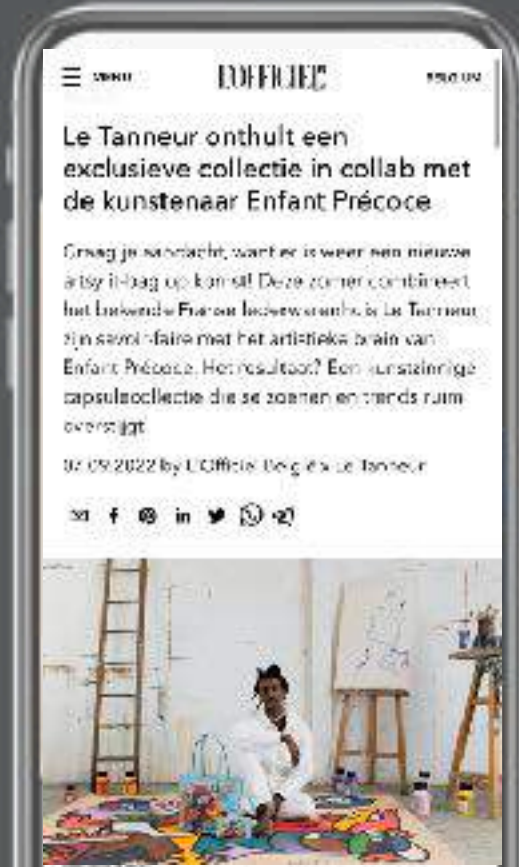 MENU L'OFFICIEL BELGIUM
Le Tanneur onthult een
exclusieve collectie in collab met
de kunstenaar Enfant Précoce
Graag je aandacht, want er is weer een nieuwe
artsy it-bag op komst! Deze zomer combineert
het bekende Franse lederwarenhuis Le Tanneur
zijn savoir-faire met het artistieke brein van
Enfant Précoce. Het resultaat? Een kunstzinnige
capsulecollectie die seizoenen en trends ruim
overstijgt
07.09.2022 by L'Officiel België x Le Tanneur